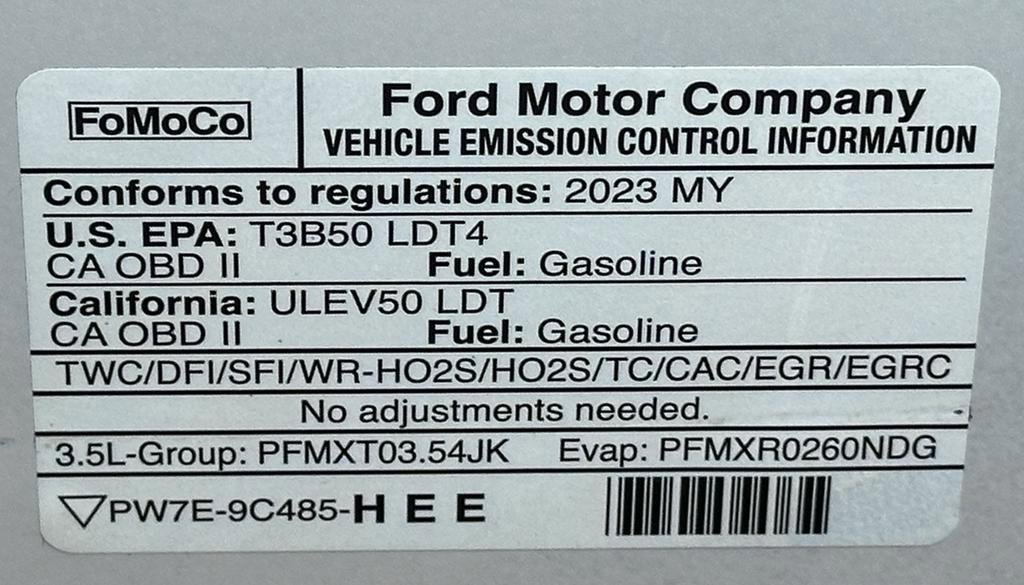 FoMoCo
Ford Motor Company
VEHICLE EMISSION CONTROL INFORMATION
Conforms to regulations: 2023 MY
U.S. EPA: T3B50 LDT4
CA OBD II Fuel: Gasoline
California: ULEV50 LDT
CA OBD II Fuel: Gasoline
TWC/DFI/SFI/WR-HO2S/HO2S/TC/CAC/EGR/EGRC
No adjustments needed.
3.5L-Group: PFMXT03.54JK Evap: PFMXR0260NDG
PW7E-9C485-H E E